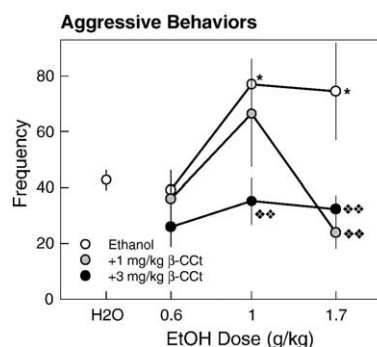 Aggressive Behaviors
80
60
40
20
Frequency
*
*
❖❖
❖❖
❖❖
Ethanol
+1 mg/kg β-CCt
+3 mg/kg β-CCt
H2O 0.6 1 1.7
EtOH Dose (g/kg)